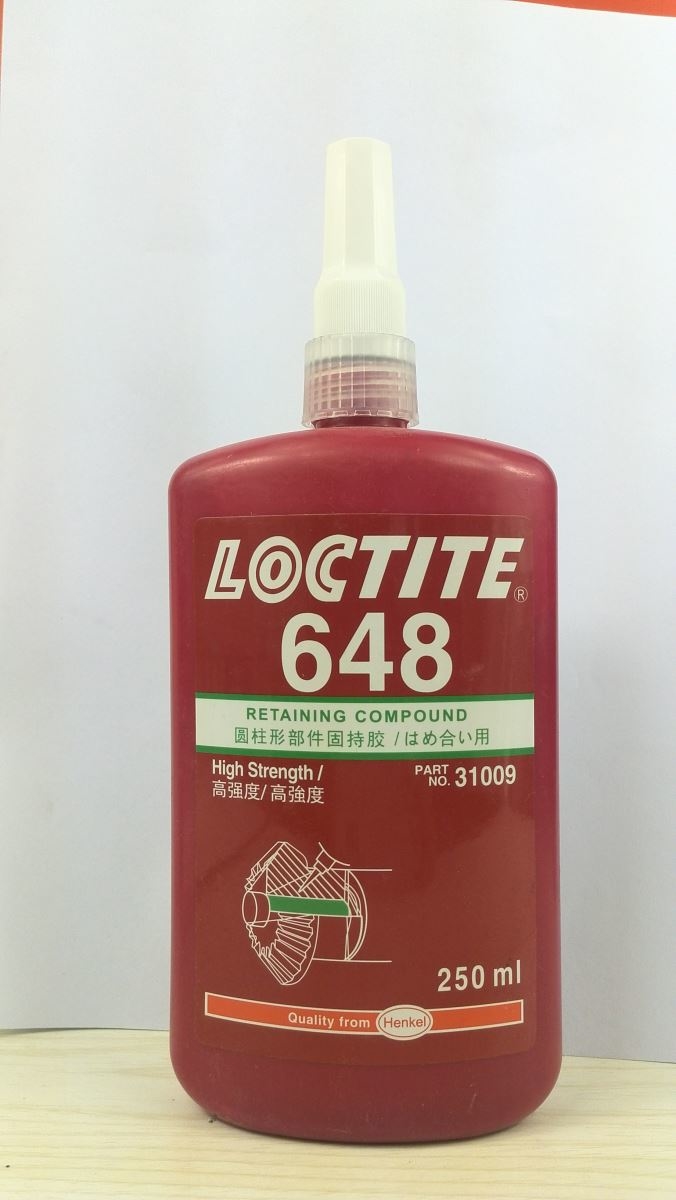 LOCTITE®
648
RETAINING COMPOUND
圆柱形部件固持胶 / はめ合い用
High Strength /
高强度/ 高強度
PART NO. 31009
250 ml
Quality from Henkel